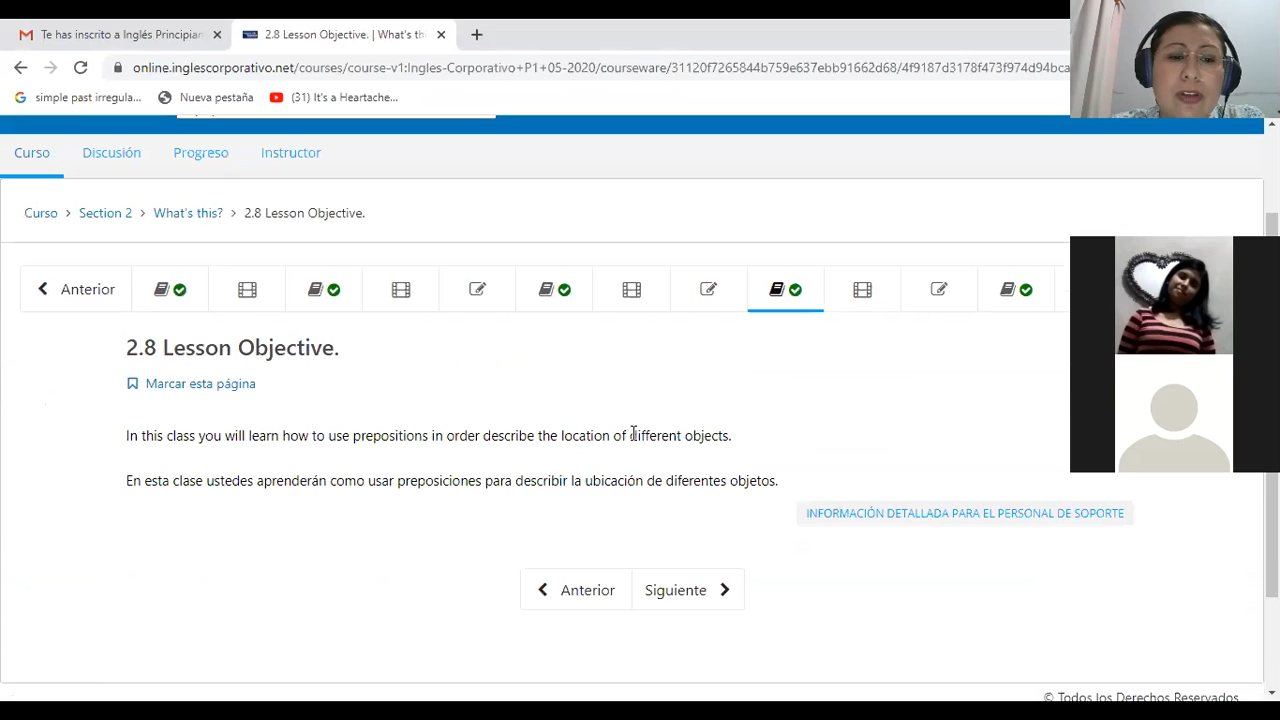 Te has inscrito a Inglés Principian
2.8 Lesson Objective. | What's th
online.inglescorporativo.net/courses/course-v1:Ingles-Corporativo+P1+05-2020/courseware/31120f7265844b759e637ebb91662d68/4f9187d3178f473f974d94bca
simple past irregula...
Nueva pestaña
(31) It's a Heartache...
Curso
Discusión
Progreso
Instructor
Curso > Section 2 > What's this? > 2.8 Lesson Objective.
Anterior
2.8 Lesson Objective.
Marcar esta página
In this class you will learn how to use prepositions in order describe the location of different objects.
En esta clase ustedes aprenderán como usar preposiciones para describir la ubicación de diferentes objetos.
INFORMACIÓN DETALLADA PARA EL PERSONAL DE SOPORTE
Anterior
Siguiente
© Todos los Derechos Reservados